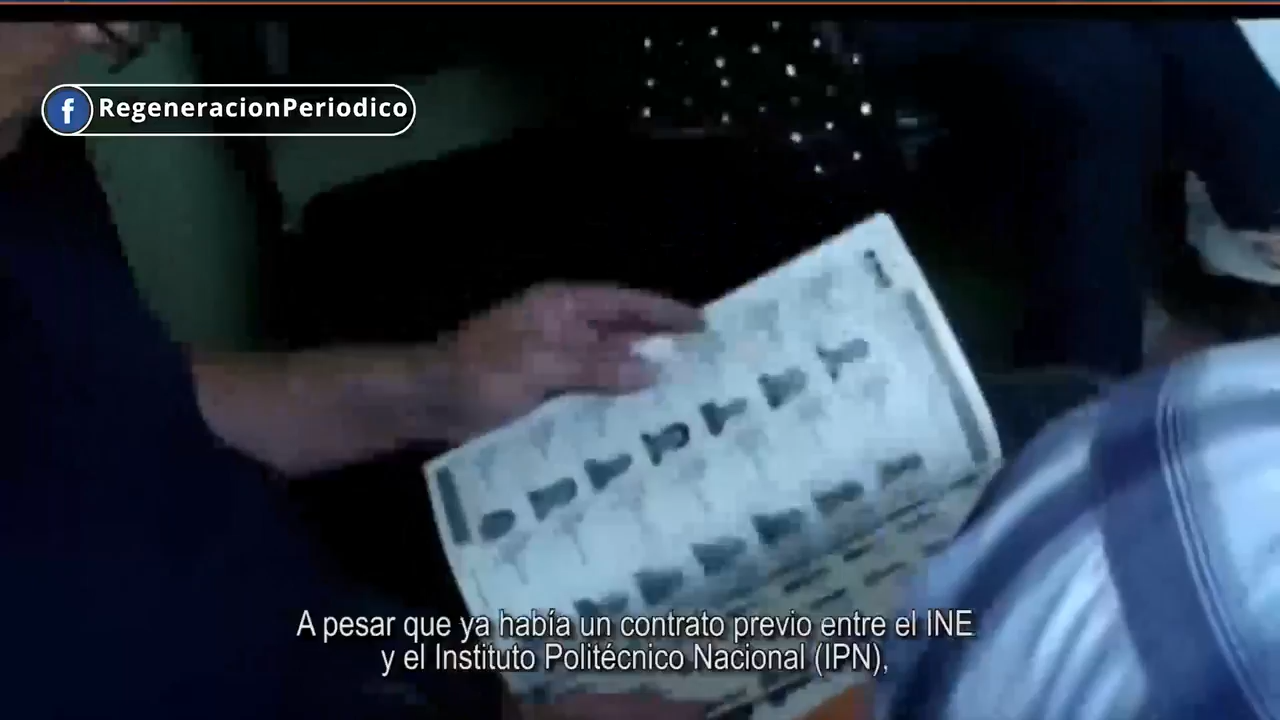 RegeneracionPeriodico
A pesar que ya había un contrato previo entre el INE
y el Instituto Politécnico Nacional (IPN),